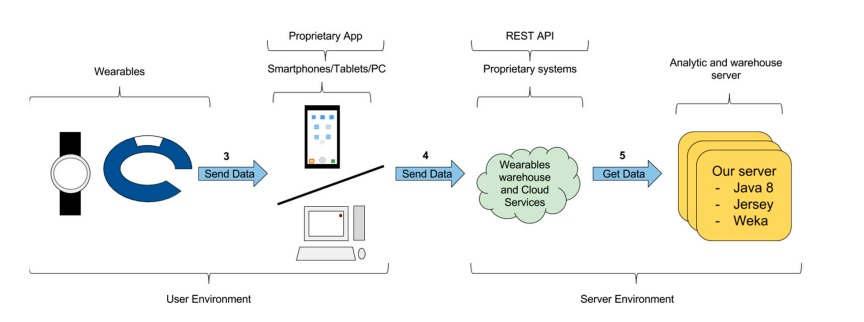 Proprietary App
REST API
Wearables
Smartphones/Tablets/PC
Proprietary systems
Analytic and warehouse
server
3
Send Data
4
Send Data
Wearables
warehouse
and Cloud
Services
5
Get Data
Our server
- Java 8
- Jersey
- Weka
User Environment
Server Environment